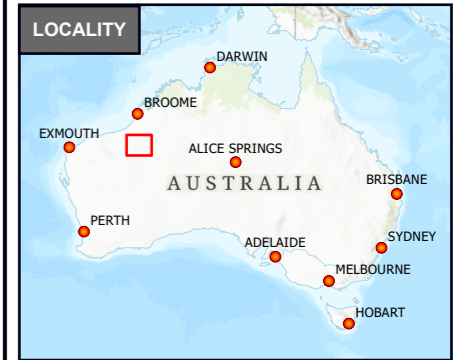 LOCALITY
DARWIN
BROOME
EXMOUTH
ALICE SPRINGS
AUSTRALIA
BRISBANE
PERTH
ADELAIDE
SYDNEY
MELBOURNE
HOBART